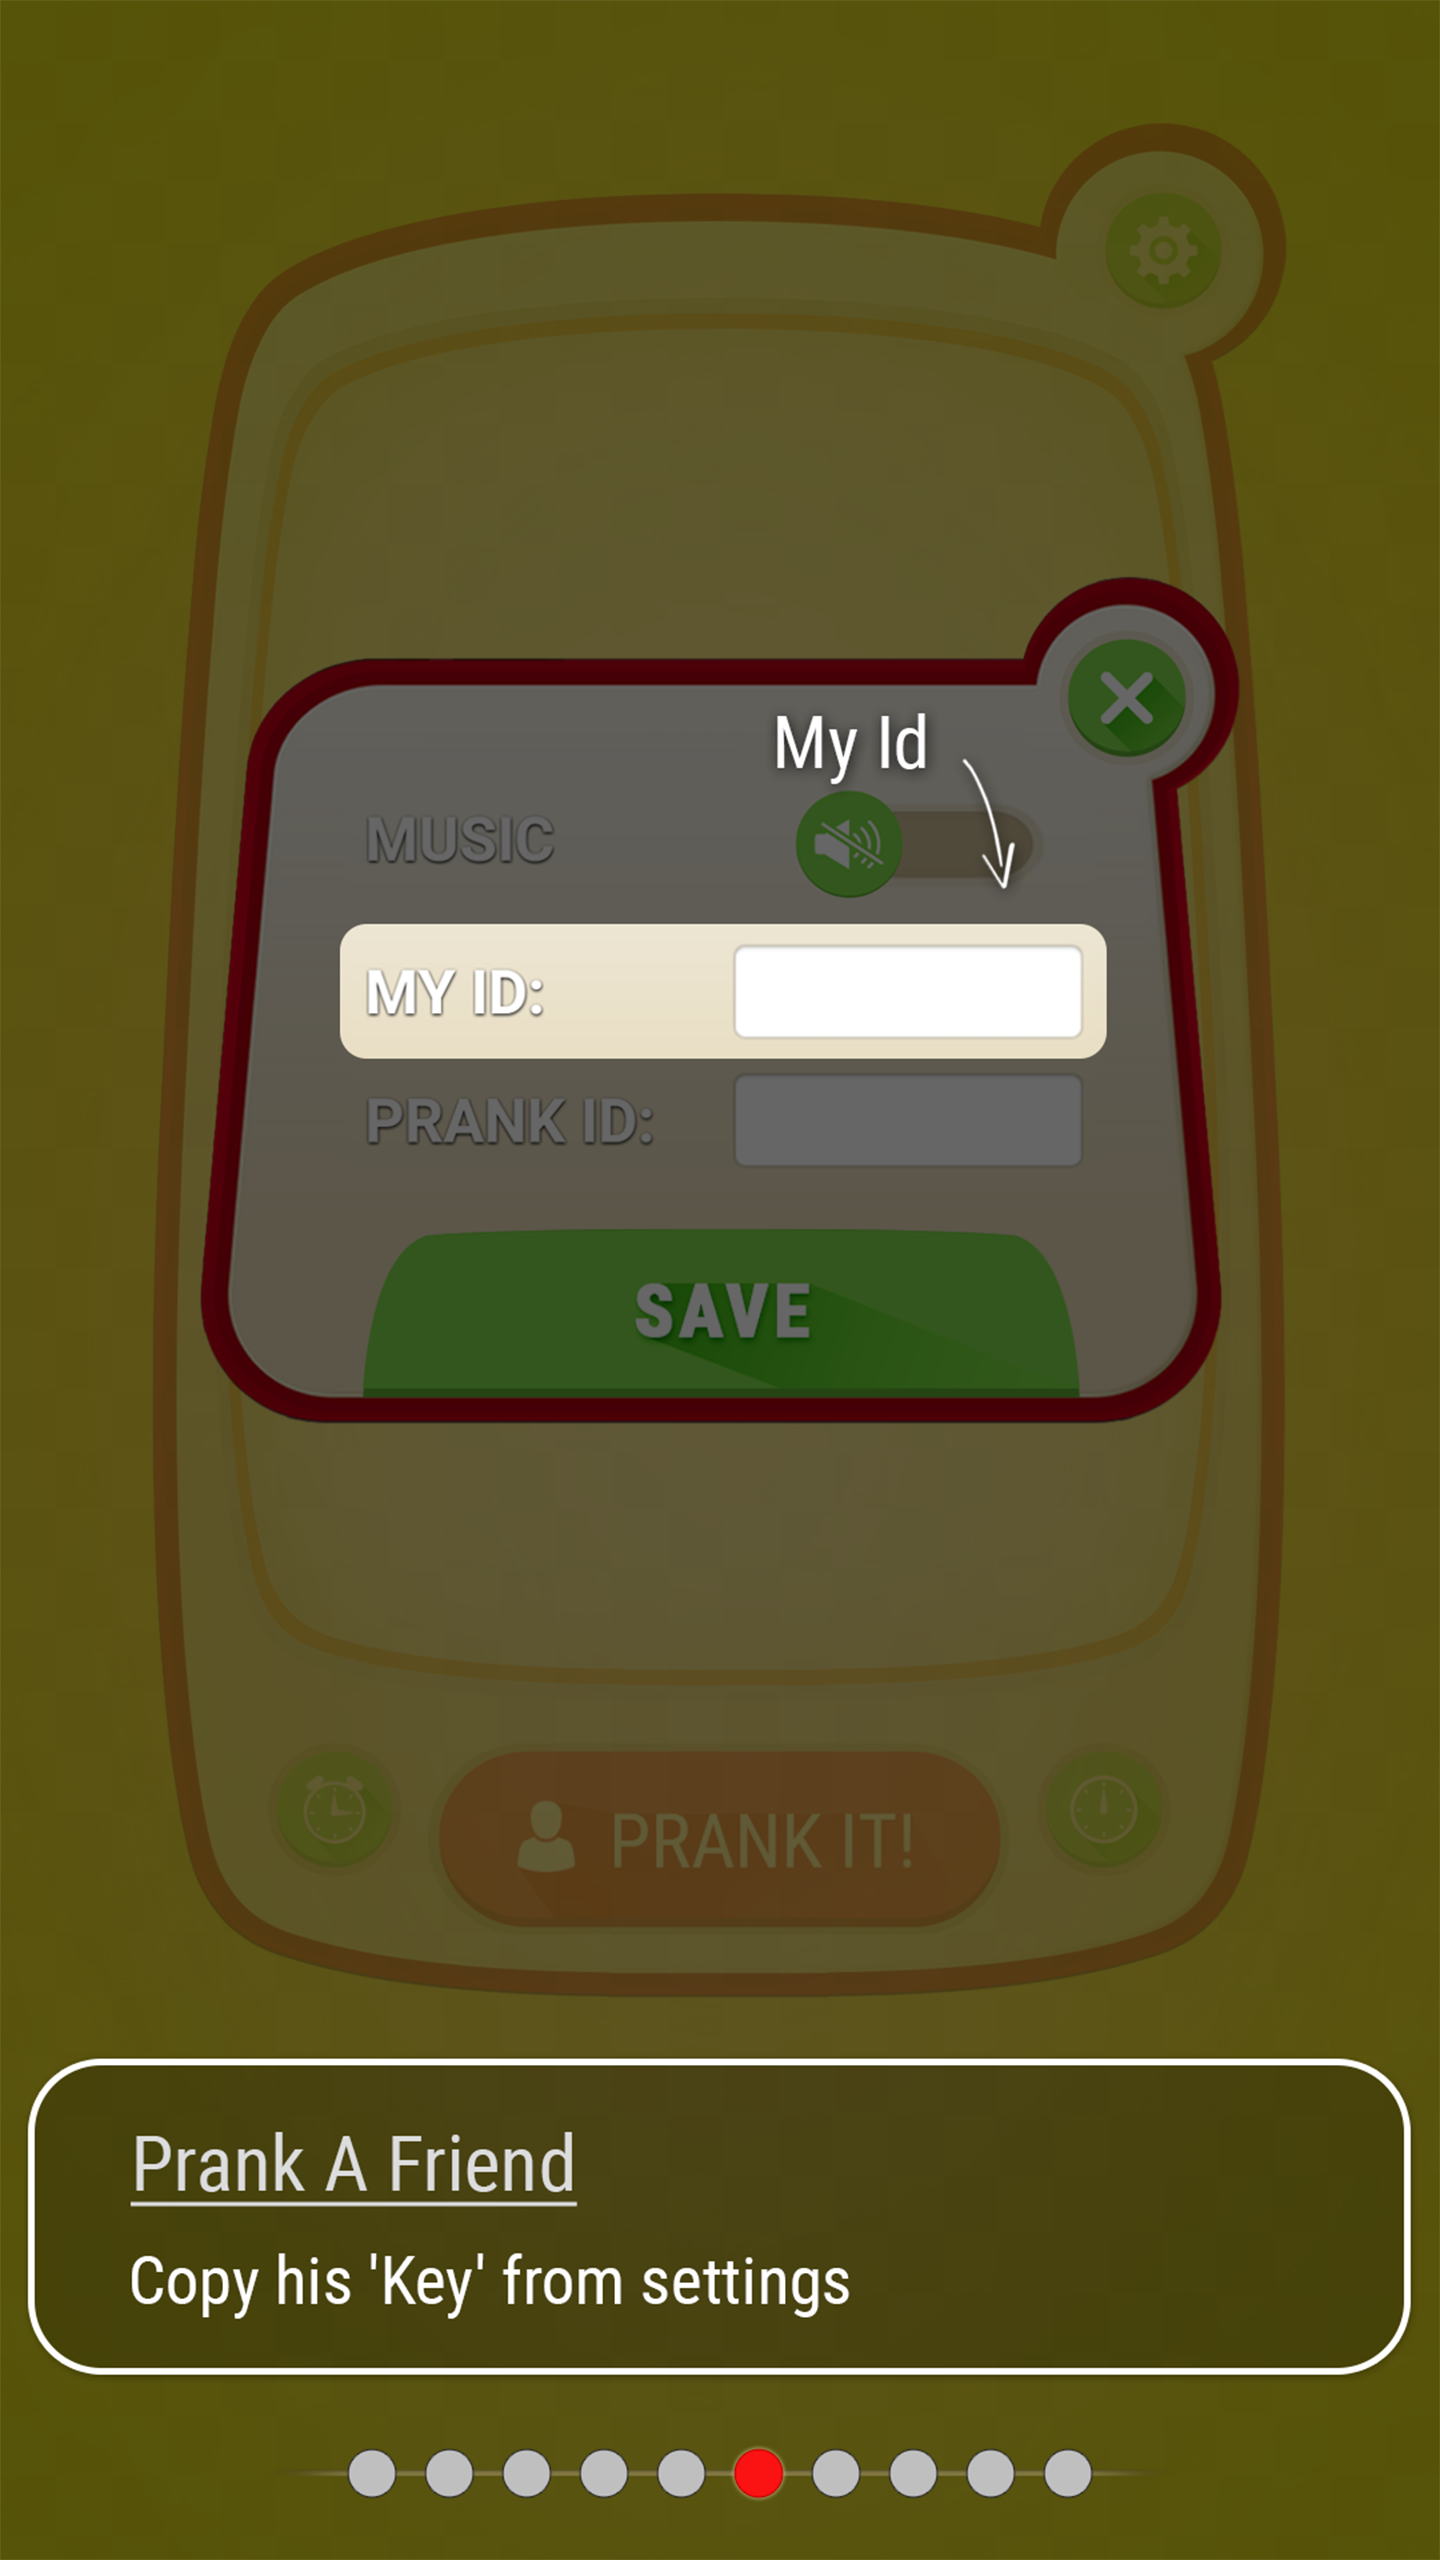 My Id
MUSIC
MY ID:
PRANK ID:
SAVE
PRANK IT!
Prank A Friend
Copy his 'Key' from settings